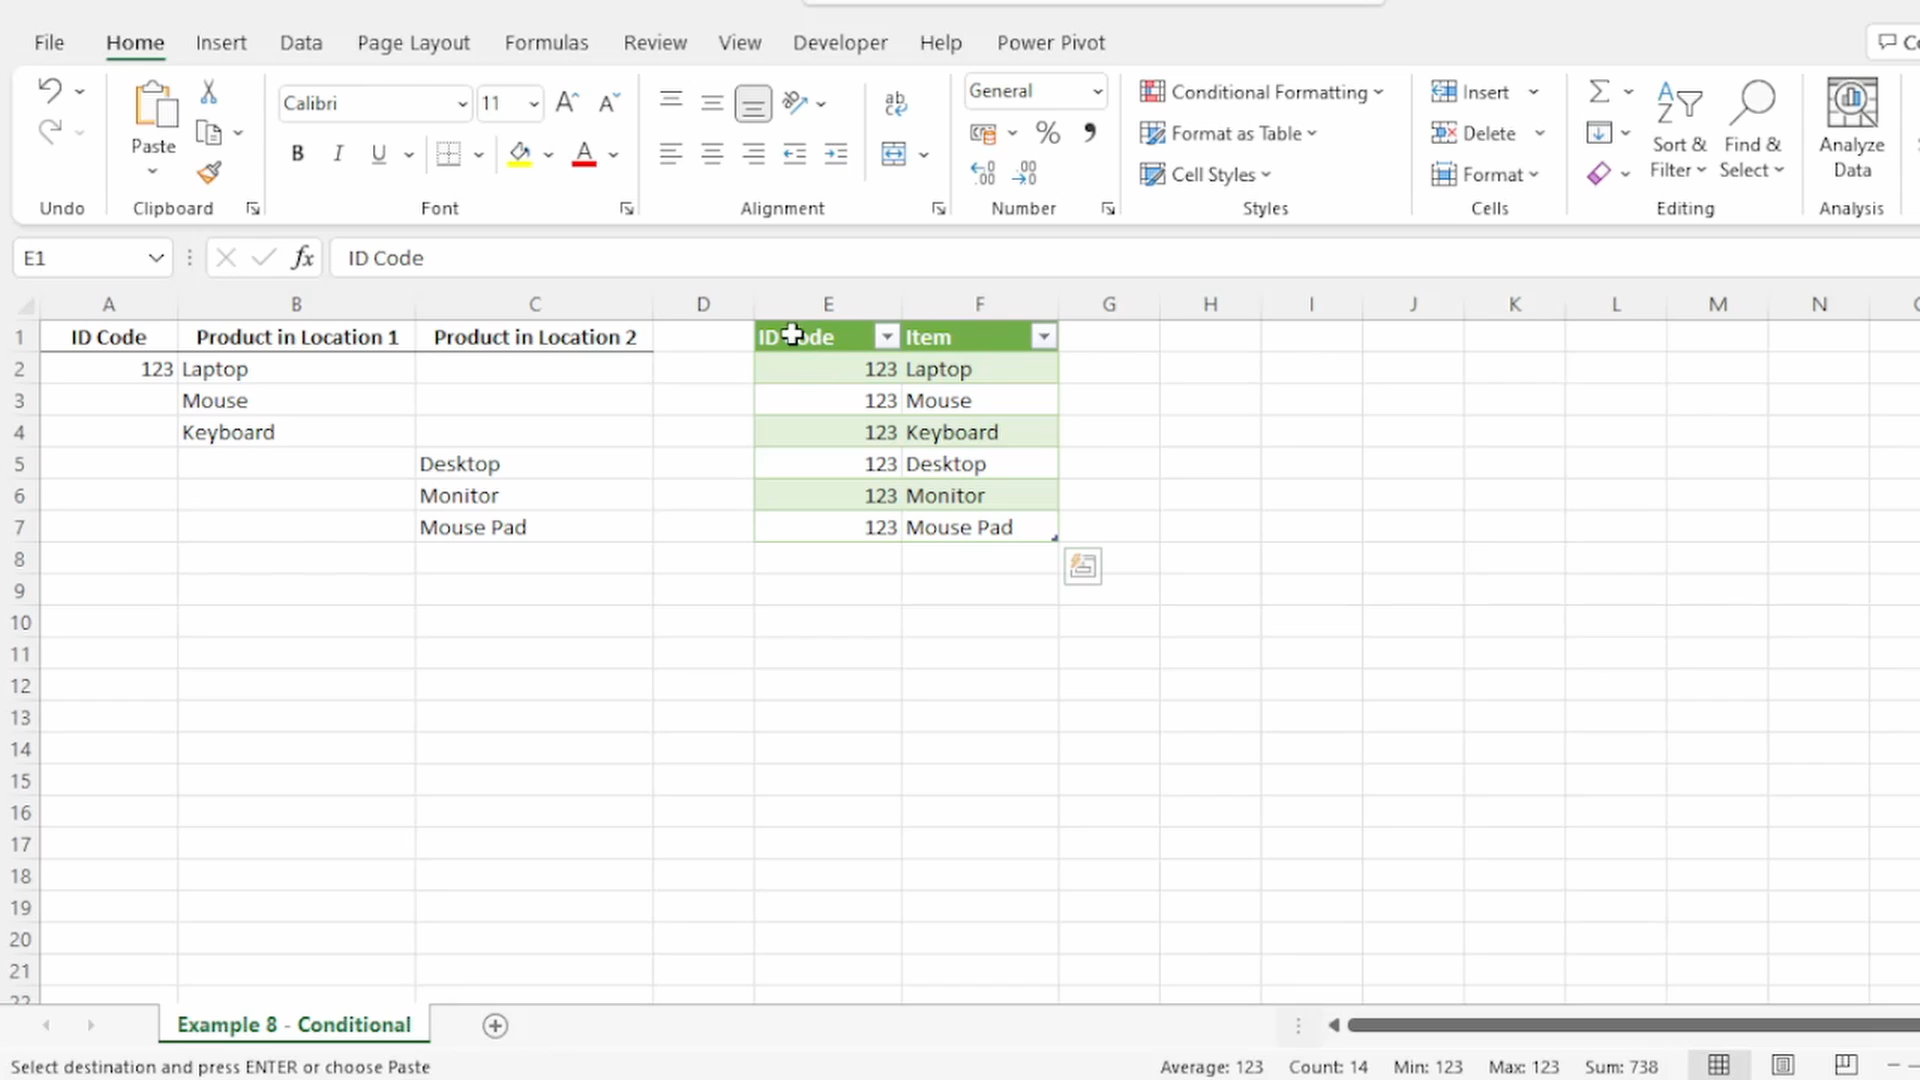 File Home Insert Data Page Layout Formulas Review View Developer Help Power Pivot
Calibri 11 General Conditional Formatting Insert
Paste B I U A % Format as Table Delete Sort & Filter Find & Select Analyze Data
Cell Styles Format
Undo Clipboard Font Alignment Number Styles Cells Editing Analysis
E1 fx ID Code
A B C D E F G H I J K L M N
1 ID Code Product in Location 1 Product in Location 2 ID Code Item
2 123 Laptop 123 Laptop
3 Mouse 123 Mouse
4 Keyboard 123 Keyboard
5 Desktop 123 Desktop
6 Monitor 123 Monitor
7 Mouse Pad 123 Mouse Pad
8
9
10
11
12
13
14
15
16
17
18
19
20
21
22
Example 8 - Conditional
Select destination and press ENTER or choose Paste Average: 123 Count: 14 Min: 123 Max: 123 Sum: 738